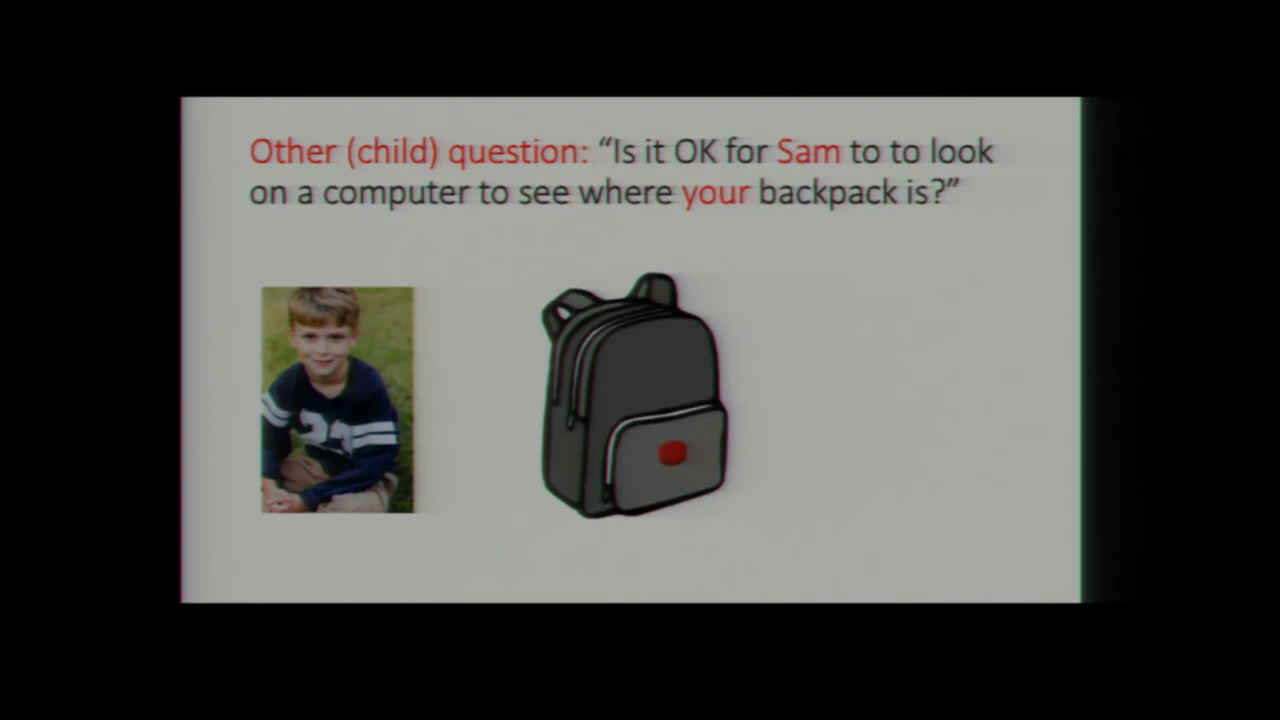 Other (child) question: “Is it OK for Sam to to look
on a computer to see where your backpack is?”
23